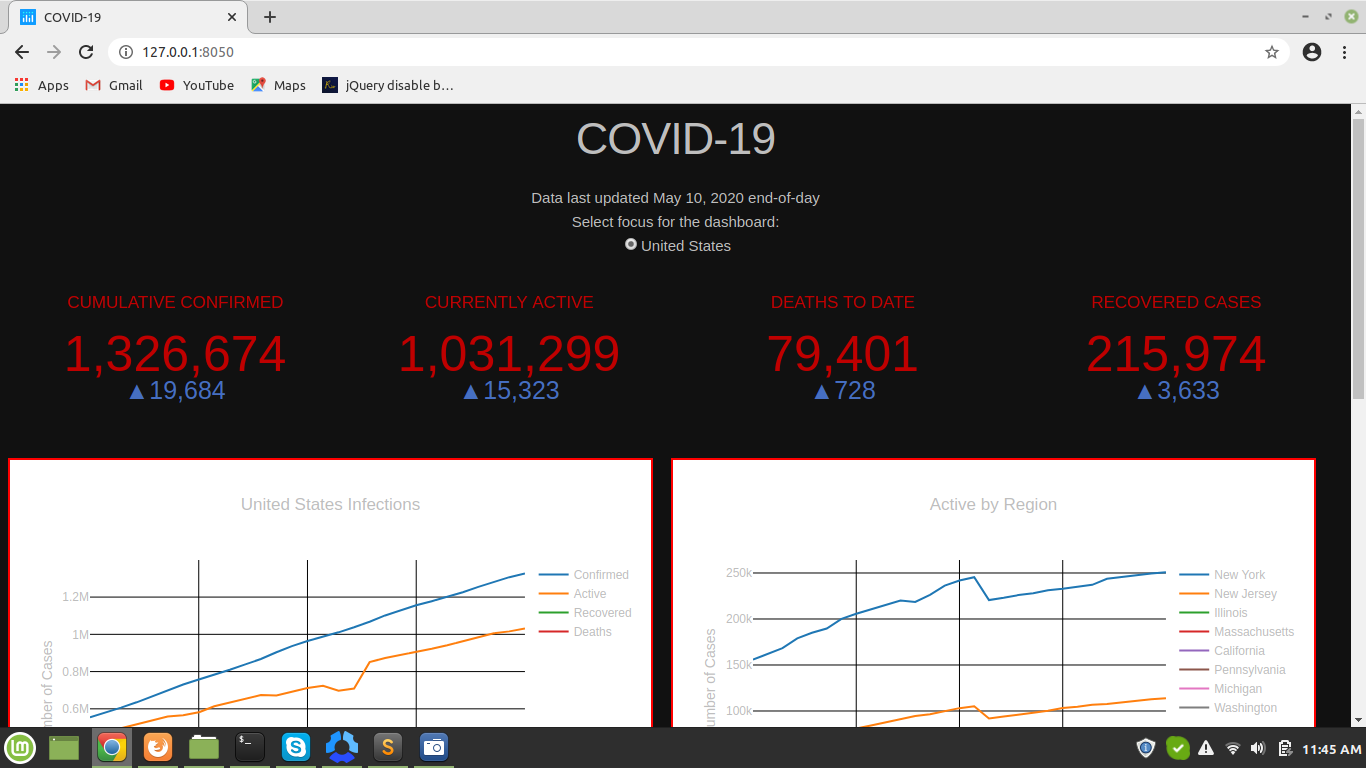 COVID-19
127.0.0.1:8050
Apps
Gmail
YouTube
Maps
jQuery disable b...
COVID-19
Data last updated May 10, 2020 end-of-day
Select focus for the dashboard:
United States
CUMULATIVE CONFIRMED
1,326,674
▲19,684
CURRENTLY ACTIVE
1,031,299
▲15,323
DEATHS TO DATE
79,401
▲728
RECOVERED CASES
215,974
▲3,633
United States Infections
1.2M
1M
0.8M
0.6M
of Cases
Confirmed
Active
Recovered
Deaths
Active by Region
250k
200k
150k
100k
of Cases
New York
New Jersey
Illinois
Massachusetts
California
Pennsylvania
Michigan
Washington
11:45 AM